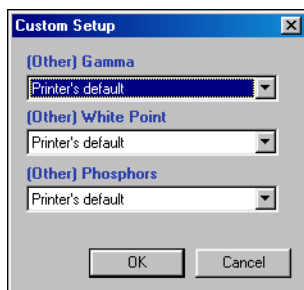 Custom Setup
(Other) Gamma
Printer's default
(Other) White Point
Printer's default
(Other) Phosphors
Printer's default
OK Cancel